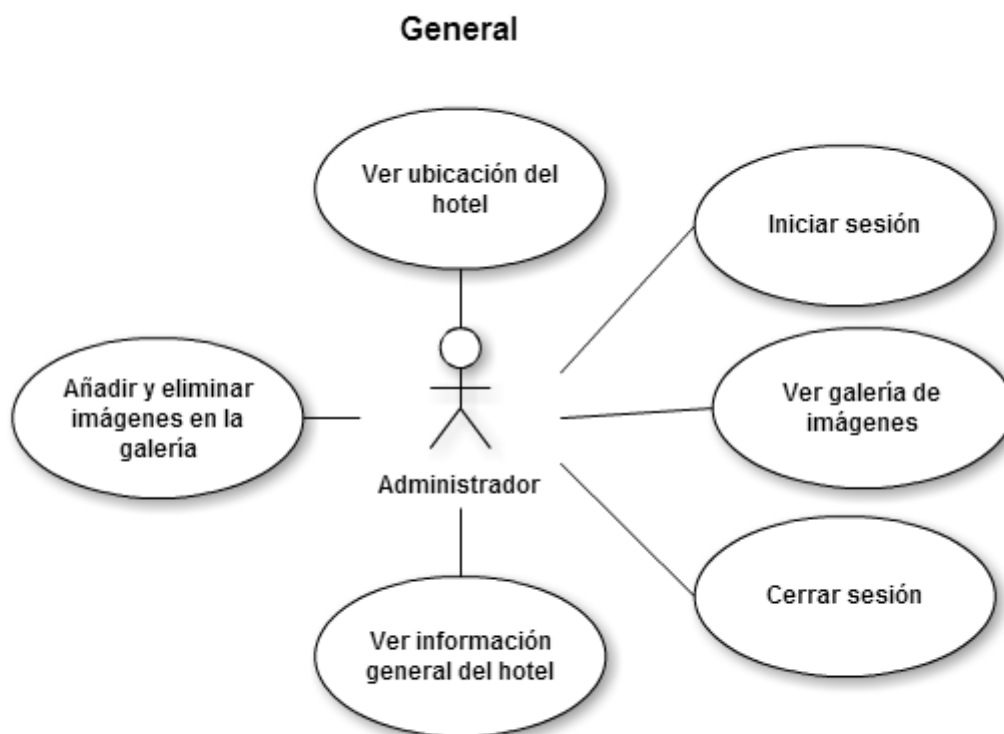 General
Ver ubicación del
hotel
Iniciar sesión
Añadir y eliminar
imágenes en la
galería
Ver galería de
imágenes
Administrador
Cerrar sesión
Ver información
general del hotel